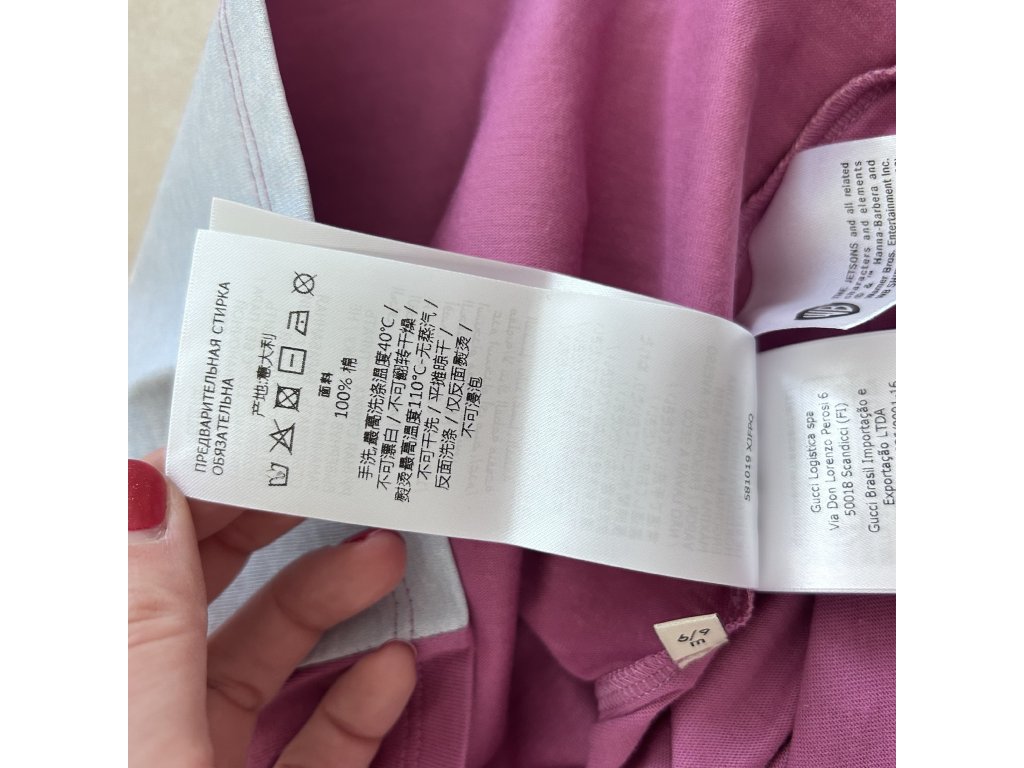 ПРЕДВАРИТЕЛЬНАЯ СТИРКА
ОБЯЗАТЕЛЬНА
产地:意大利
面料
100% 棉
手洗,最高洗涤温度40°C /
不可漂白 / 不可翻转干燥 /
熨烫最高温度110°C-无蒸汽 /
不可干洗 / 平摊晾干 /
反面洗涤 / 仅反面熨烫 /
不可浸泡
581019 XJFPQ
THE JETSONS and all related
characters and elements
© & ™ Hanna-Barbera and
Warner Bros. Entertainment Inc.
WB
Gucci Logistica spa
Via Don Lorenzo Perosi 6
50018 Scandicci (FI)
Gucci Brasil Importação e
Exportação LTDA
6/9
m